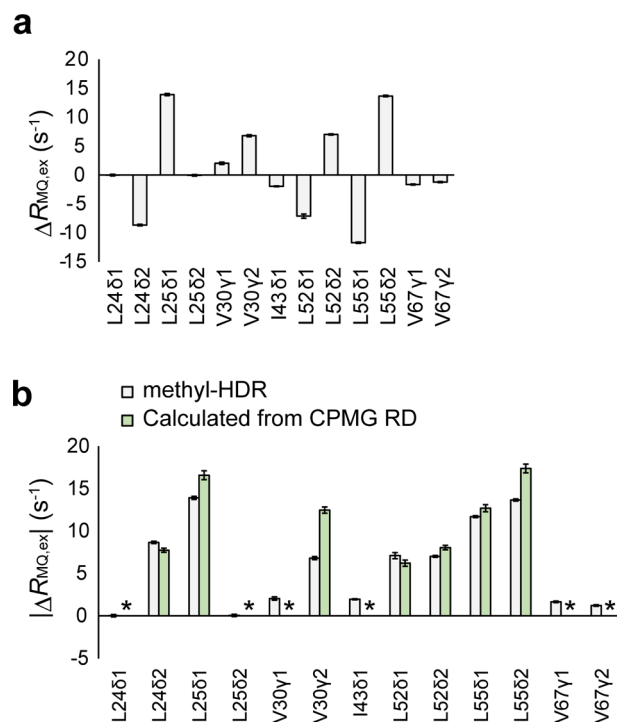 a
ΔRMQ,ex (s-1)
20
15
10
5
0
-5
-10
-15
L24δ1
L24δ2
L25δ1
L25δ2
V30γ1
V30γ2
I43δ1
L52δ1
L52δ2
L55δ1
L55δ2
V67γ1
V67γ2
b
methyl-HDR
Calculated from CPMG RD
|ΔRMQ,ex| (s-1)
20
15
10
5
0
-5
* * * * * *
L24δ1
L24δ2
L25δ1
L25δ2
V30γ1
V30γ2
I43δ1
L52δ1
L52δ2
L55δ1
L55δ2
V67γ1
V67γ2